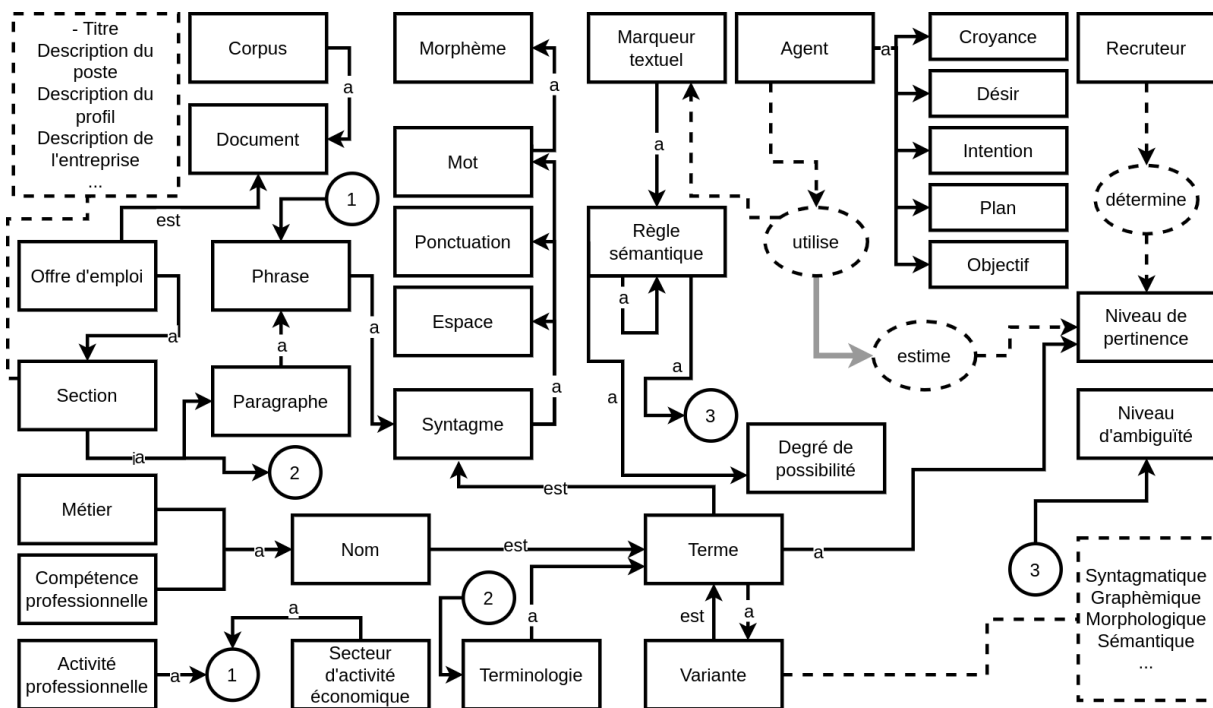 - Titre
Description du
poste
Description du
profil
Description de
l'entreprise
...
Corpus
a
Document
est
Offre d'emploi
a
Section
a
1
Phrase
a
a
Paragraphe
2
Morphème
a
Mot
Ponctuation
Espace
a
Syntagme
Marqueur
textuel
a
Règle
sémantique
a
a
a
3
Degré de
possibilité
Agent
a
utilise
estime
Croyance
Désir
Intention
Plan
Objectif
Recruteur
détermine
Niveau de
pertinence
Niveau
d'ambiguïté
3
Métier
Compétence
professionnelle
a
Nom
est
est
Terme
a
Activité
professionnelle
a
1
a
Secteur
d'activité
économique
2
a
Terminologie
est
a
Variante
Syntagmatique
Graphèmique
Morphologique
Sémantique
...